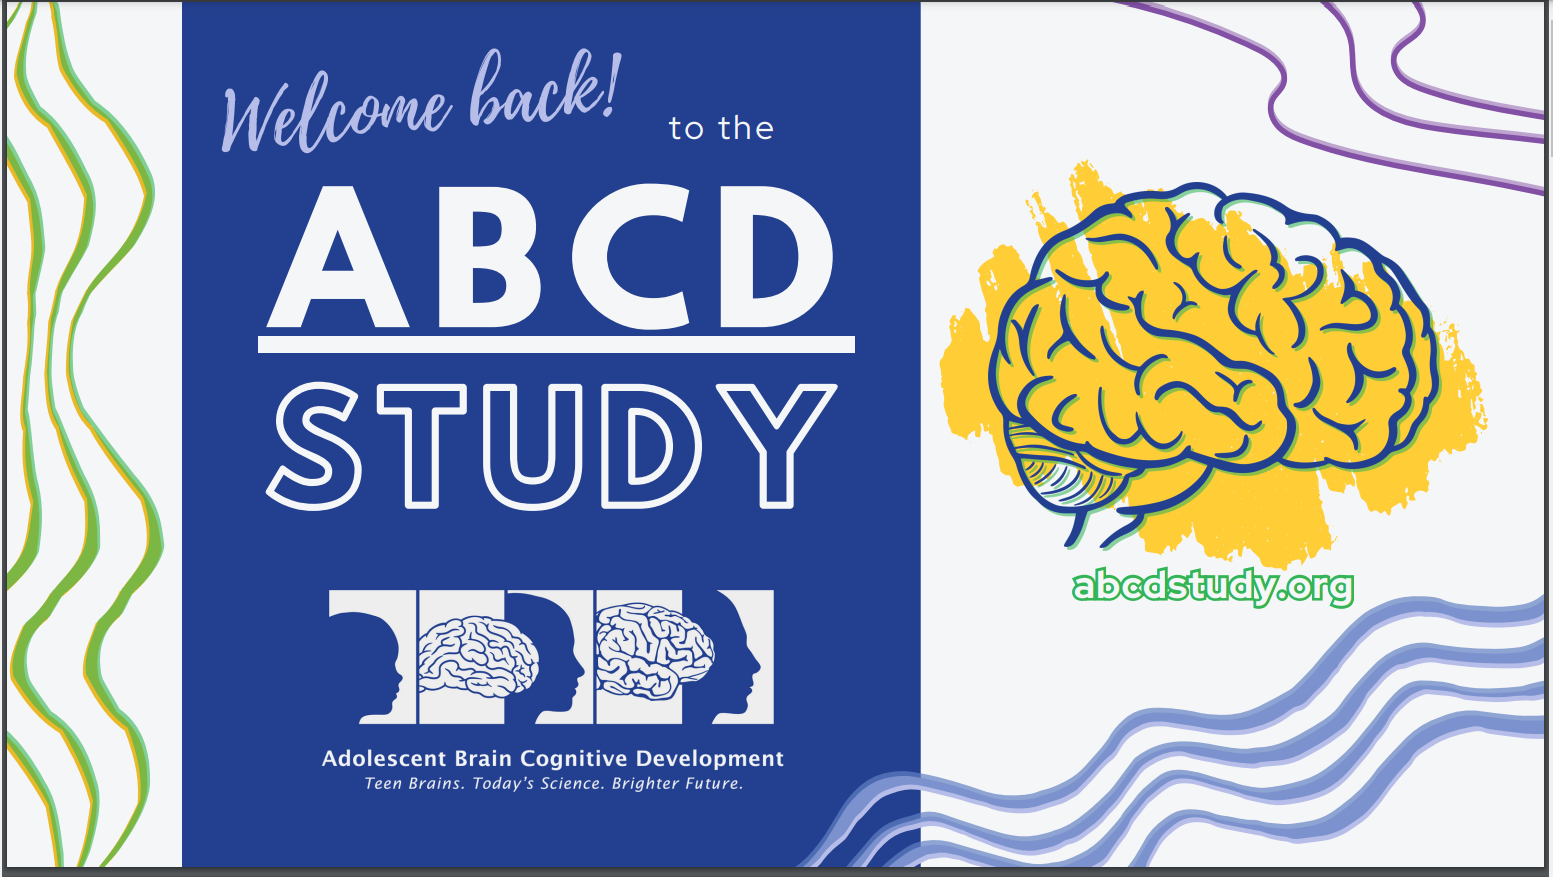 Welcome back!
to the
ABCD
STUDY
Adolescent Brain Cognitive Development
Teen Brains. Today's Science. Brighter Future.
abcdstudy.org